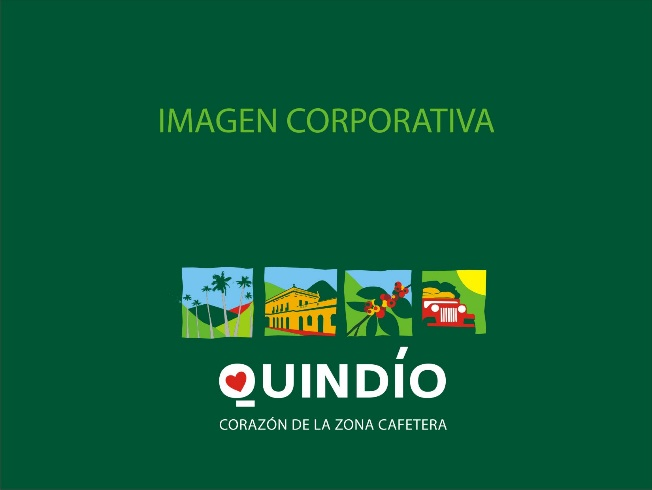 IMAGEN CORPORATIVA
QUINDÍO
CORAZÓN DE LA ZONA CAFETERA